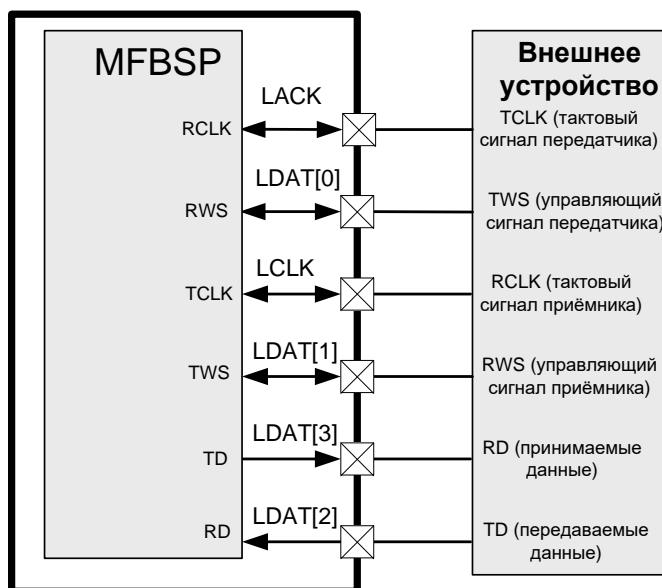 MFBSP
Внешнее
устройство
LACK
RCLK
TCLK (тактовый
сигнал передатчика)
LDAT[0]
RWS
TWS (управляющий
сигнал передатчика)
LCLK
TCLK
RCLK (тактовый
сигнал приёмника)
LDAT[1]
TWS
RWS (управляющий
сигнал приёмника)
LDAT[3]
TD
RD (принимаемые
данные)
LDAT[2]
RD
TD (передаваемые
данные)